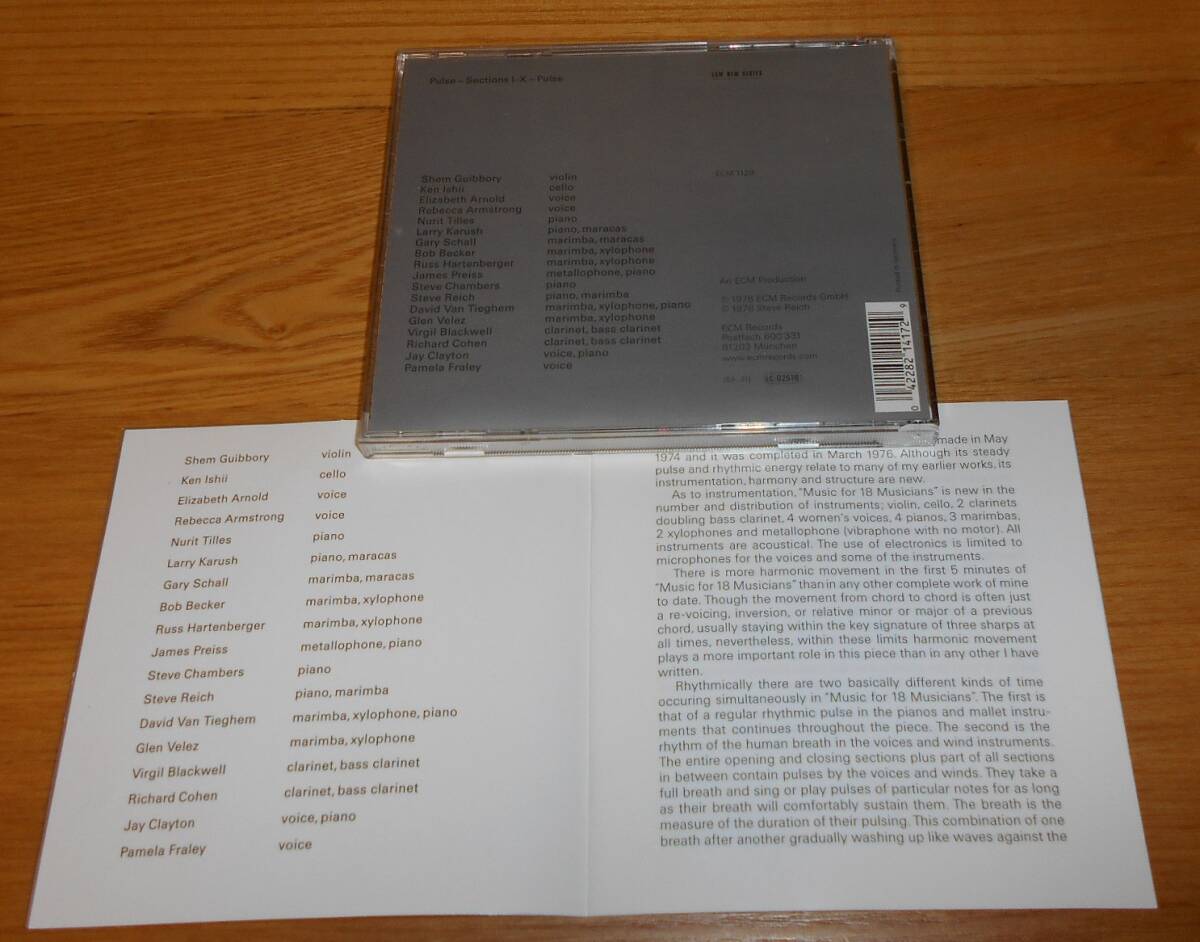 Pulse – Sections I–X – Pulse
ECM NEW SERIES
Shem Guibbory violin
Ken Ishii cello
Elizabeth Arnold voice
Rebecca Armstrong voice
Nurit Tilles piano
Larry Karush piano, maracas
Gary Schall marimba, maracas
Bob Becker marimba, xylophone
Russ Hartenberger marimba, xylophone
James Preiss metallophone, piano
Steve Chambers piano
Steve Reich piano, marimba
David Van Tieghem marimba, xylophone, piano
Glen Velez marimba, xylophone
Virgil Blackwell clarinet, bass clarinet
Richard Cohen clarinet, bass clarinet
Jay Clayton voice, piano
Pamela Fraley voice
ECM 1129
An ECM Production
℗ 1978 ECM Records GmbH
© 1978 Steve Reich
ECM Records
Postfach 600 331
81203 München
www.ecmrecords.com
LC 02516
Printed in Germany
0 42282 14172 9
Shem Guibbory violin
Ken Ishii cello
Elizabeth Arnold voice
Rebecca Armstrong voice
Nurit Tilles piano
Larry Karush piano, maracas
Gary Schall marimba, maracas
Bob Becker marimba, xylophone
Russ Hartenberger marimba, xylophone
James Preiss metallophone, piano
Steve Chambers piano
Steve Reich piano, marimba
David Van Tieghem marimba, xylophone, piano
Glen Velez marimba, xylophone
Virgil Blackwell clarinet, bass clarinet
Richard Cohen clarinet, bass clarinet
Jay Clayton voice, piano
Pamela Fraley voice
made in May
1974 and it was completed in March 1976. Although its steady
pulse and rhythmic energy relate to many of my earlier works, its
instrumentation, harmony and structure are new.
As to instrumentation, "Music for 18 Musicians" is new in the
number and distribution of instruments; violin, cello, 2 clarinets
doubling bass clarinet, 4 women's voices, 4 pianos, 3 marimbas,
2 xylophones and metallophone (vibraphone with no motor). All
instruments are acoustical. The use of electronics is limited to
microphones for the voices and some of the instruments.
There is more harmonic movement in the first 5 minutes of
"Music for 18 Musicians" than in any other complete work of mine
to date. Though the movement from chord to chord is often just
a re-voicing, inversion, or relative minor or major of a previous
chord, usually staying within the key signature of three sharps at
all times, nevertheless, within these limits harmonic movement
plays a more important role in this piece than in any other I have
written.
Rhythmically there are two basically different kinds of time
occuring simultaneously in "Music for 18 Musicians". The first is
that of a regular rhythmic pulse in the pianos and mallet instru-
ments that continues throughout the piece. The second is the
rhythm of the human breath in the voices and wind instruments.
The entire opening and closing sections plus part of all sections
in between contain pulses by the voices and winds. They take a
full breath and sing or play pulses of particular notes for as long
as their breath will comfortably sustain them. The breath is the
measure of the duration of their pulsing. This combination of one
breath after another gradually washing up like waves against the